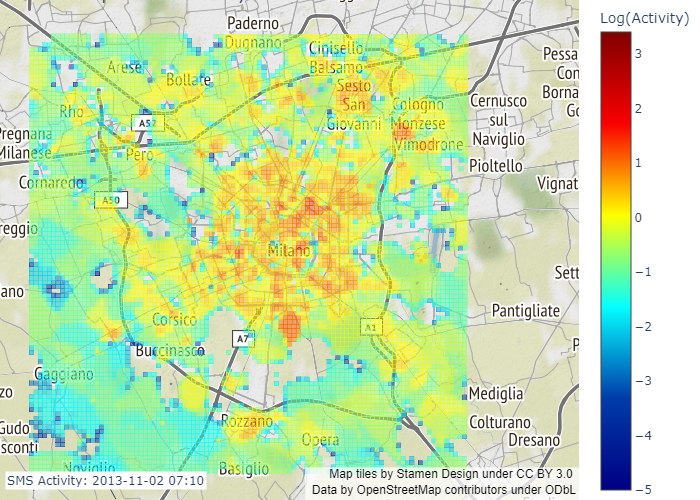 Log(Activity)
Paderno
Dugnano
Cinisello
Balsamo
Arese
Bollate
Sesto
San
Giovanni
Cologno
Monzese
Vimodrone
Cernusco
sul
Naviglio
Pessa
Con
Borna
Go
Rho
A52
Pregnana
Milanese
Pero
Pioltello
Cornaredo
A50
Vignat
reggio
Milano
Sett
ano
Pantigliate
Corsico
A7
A1
Buccinasco
P
Gaggiano
zo
Mediglia
Rozzano
Colturano
Gudo
sconti
Opera
Dresano
Noviglio
Basiglio
3
2
1
0
−1
−2
−3
−4
−5
SMS Activity: 2013-11-02 07:10
Map tiles by Stamen Design under CC BY 3.0
Data by OpenStreetMap contributors under ODbL